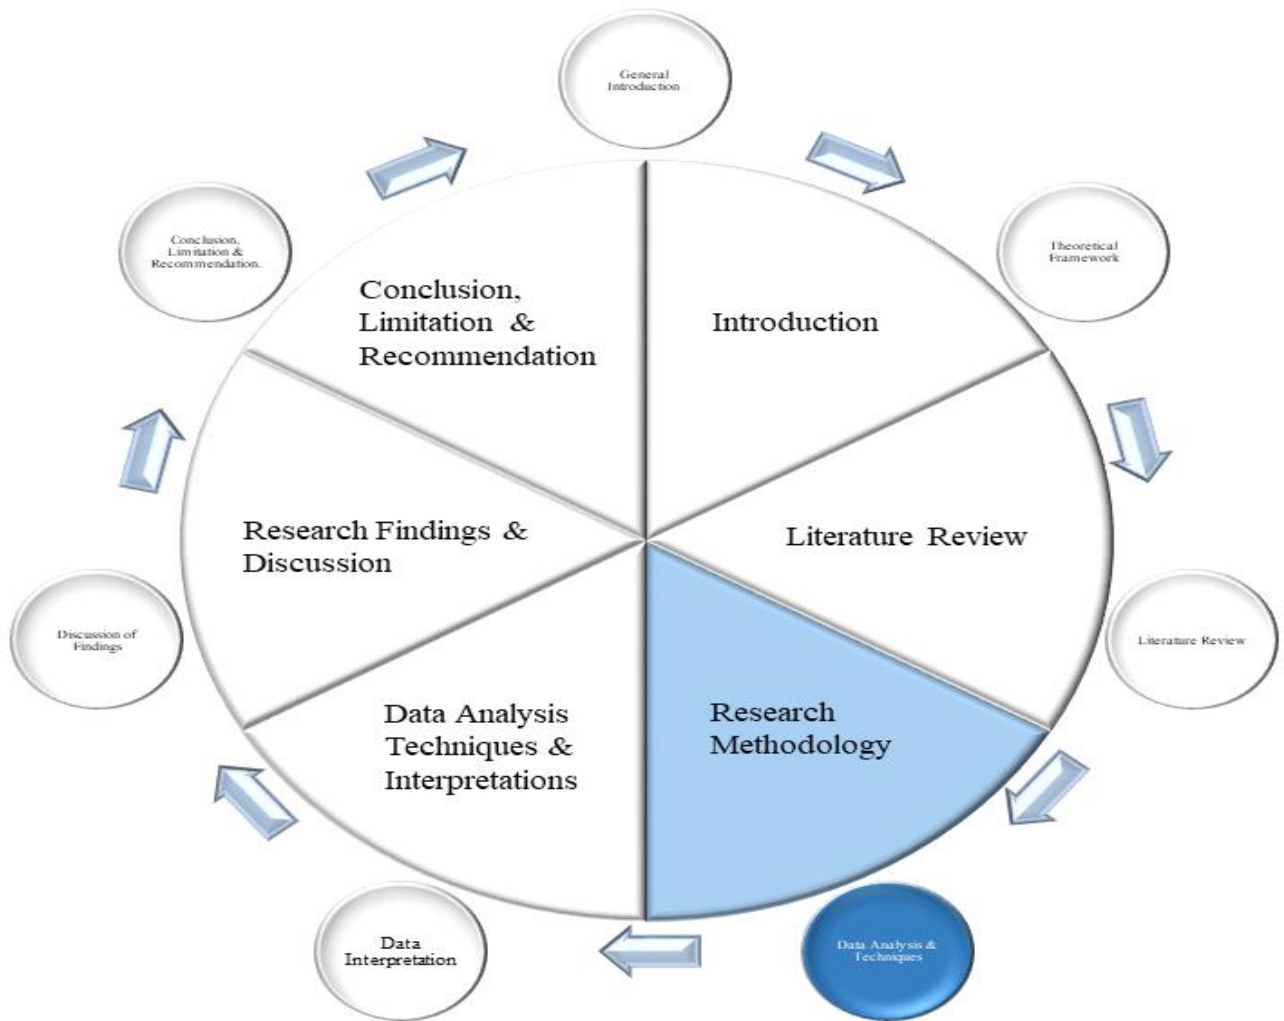 General
Introduction
Theoretical
Framework
Literature Review
Data Analysis &
Techniques
Data
Interpretation
Discussion of
Findings
Conclusion,
Limitation &
Recommendation.
Introduction
Literature Review
Research
Methodology
Data Analysis
Techniques &
Interpretations
Research Findings &
Discussion
Conclusion,
Limitation &
Recommendation